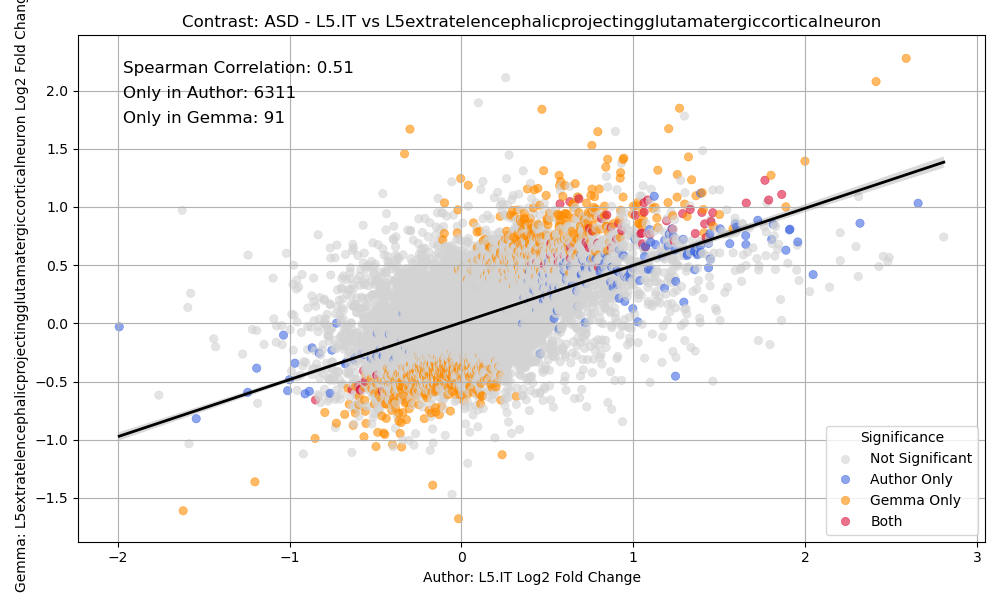 Contrast: ASD - L5.IT vs L5extratelencephalicprojectingglutamatergiccorticalneuron
Gemma: L5extratelencephalicprojectingglutamatergiccorticalneuron Log2 Fold Chang
Spearman Correlation: 0.51
Only in Author: 6311
Only in Gemma: 91
2.0
1.5
1.0
0.5
0.0
−0.5
−1.0
−1.5
Significance
Not Significant
Author Only
Gemma Only
Both
−2
−1
0
1
2
3
Author: L5.IT Log2 Fold Change